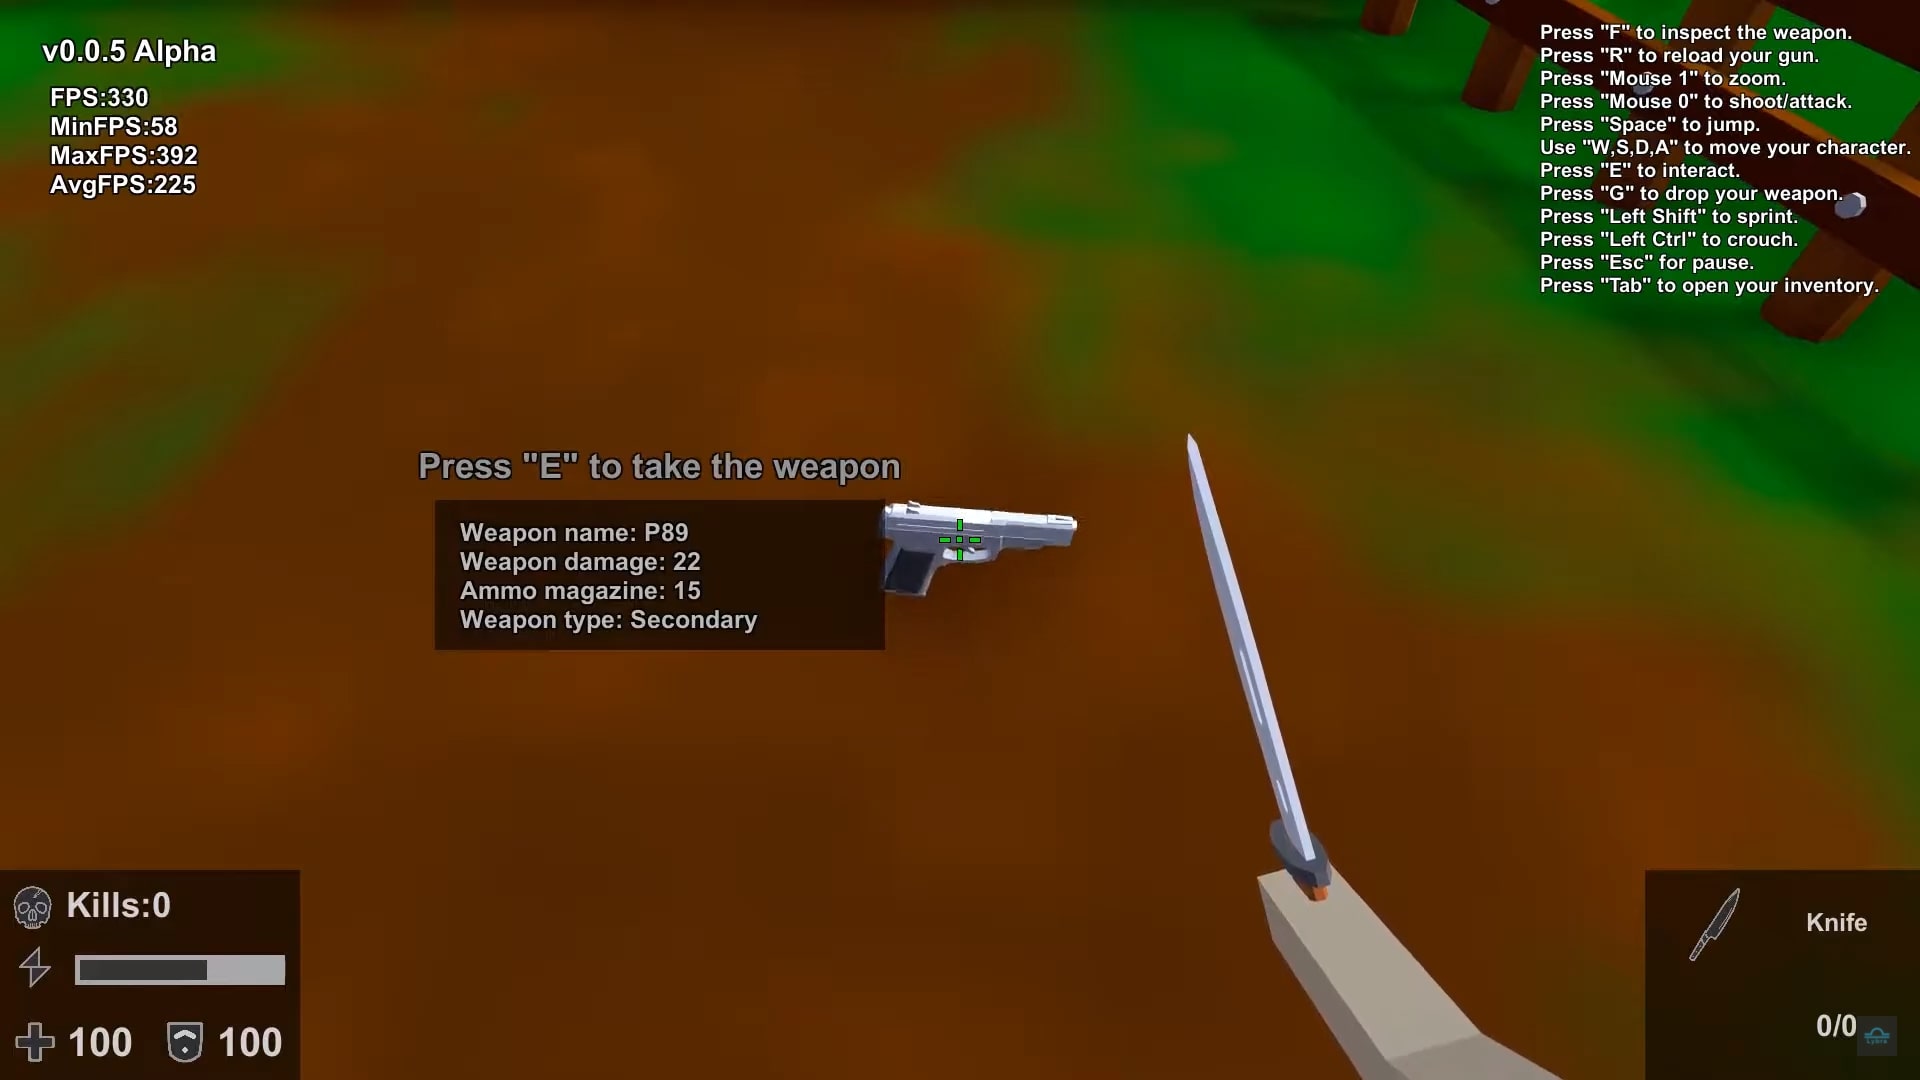 v0.0.5 Alpha
FPS:330
MinFPS:58
MaxFPS:392
AvgFPS:225
Press "F" to inspect the weapon.
Press "R" to reload your gun.
Press "Mouse 1" to zoom.
Press "Mouse 0" to shoot/attack.
Press "Space" to jump.
Use "W,S,D,A" to move your character.
Press "E" to interact.
Press "G" to drop your weapon.
Press "Left Shift" to sprint.
Press "Left Ctrl" to crouch.
Press "Esc" for pause.
Press "Tab" to open your inventory.
Press "E" to take the weapon
Weapon name: P89
Weapon damage: 22
Ammo magazine: 15
Weapon type: Secondary
Kills:0
100
100
Knife
0/0